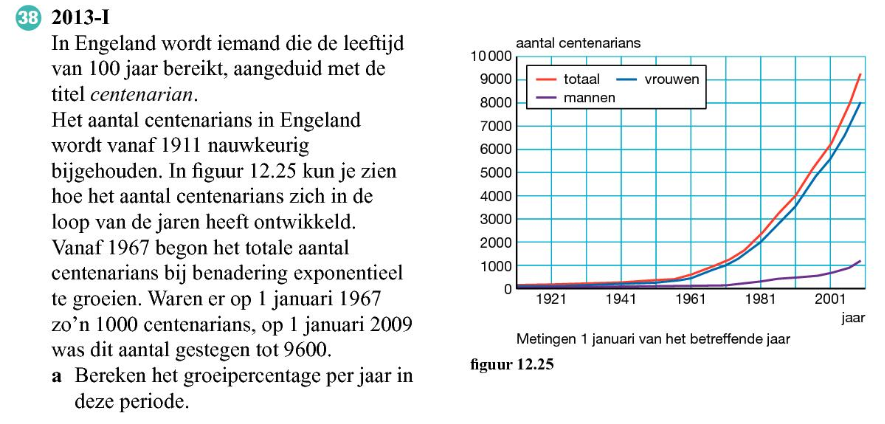 38 2013-I
In Engeland wordt iemand die de leeftijd
van 100 jaar bereikt, aangeduid met de
titel centenarian.
Het aantal centenarians in Engeland
wordt vanaf 1911 nauwkeurig
bijgehouden. In figuur 12.25 kun je zien
hoe het aantal centenarians zich in de
loop van de jaren heeft ontwikkeld.
Vanaf 1967 begon het totale aantal
centenarians bij benadering exponentieel
te groeien. Waren er op 1 januari 1967
zo'n 1000 centenarians, op 1 januari 2009
was dit aantal gestegen tot 9600.
a Bereken het groeipercentage per jaar in
deze periode.
aantal centenarians
10000
9000
8000
7000
6000
5000
4000
3000
2000
1000
0
totaal vrouwen
mannen
1921 1941 1961 1981 2001
jaar
Metingen 1 januari van het betreffende jaar
figuur 12.25